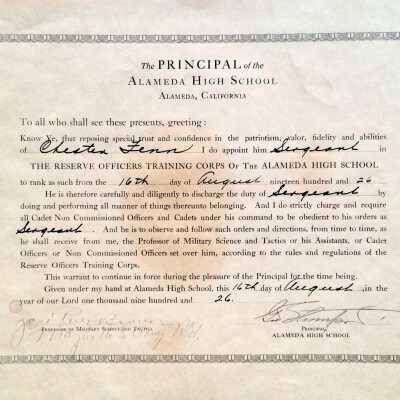 The PRINCIPAL of the
ALAMEDA HIGH SCHOOL
ALAMEDA, CALIFORNIA
To all who shall see these presents, greeting:
Know Ye, that reposing special trust and confidence in the patriotism, valor, fidelity and abilities
of Chester Fenn I do appoint him Sergeant in
THE RESERVE OFFICERS TRAINING CORPS OF THE ALAMEDA HIGH SCHOOL
to rank as such from the 16th day of August nineteen hundred and 26.
He is therefore carefully and diligently to discharge the duty of Sergeant by
doing and performing all manner of things thereunto belonging. And I do strictly charge and require
all Cadet Non Commissioned Officers and Cadets under his command to be obedient to his orders as
Sergeant. And he is to observe and follow such orders and directions, from time to time, as
he shall receive from me, the Professor of Military Science and Tactics or his Assistants, or Cadet
Officers or Non Commissioned Officers set over him, according to the rules and regulations of the
Reserve Officers Training Corps.
This warrant to continue in force during the pleasure of the Principal for the time being.
Given under my hand at Alameda High School, this 16th day of August, in the
year of our Lord one thousand nine hundred and 26.
PROFESSOR OF MILITARY SCIENCE AND TACTICS
PRINCIPAL,
ALAMEDA HIGH SCHOOL